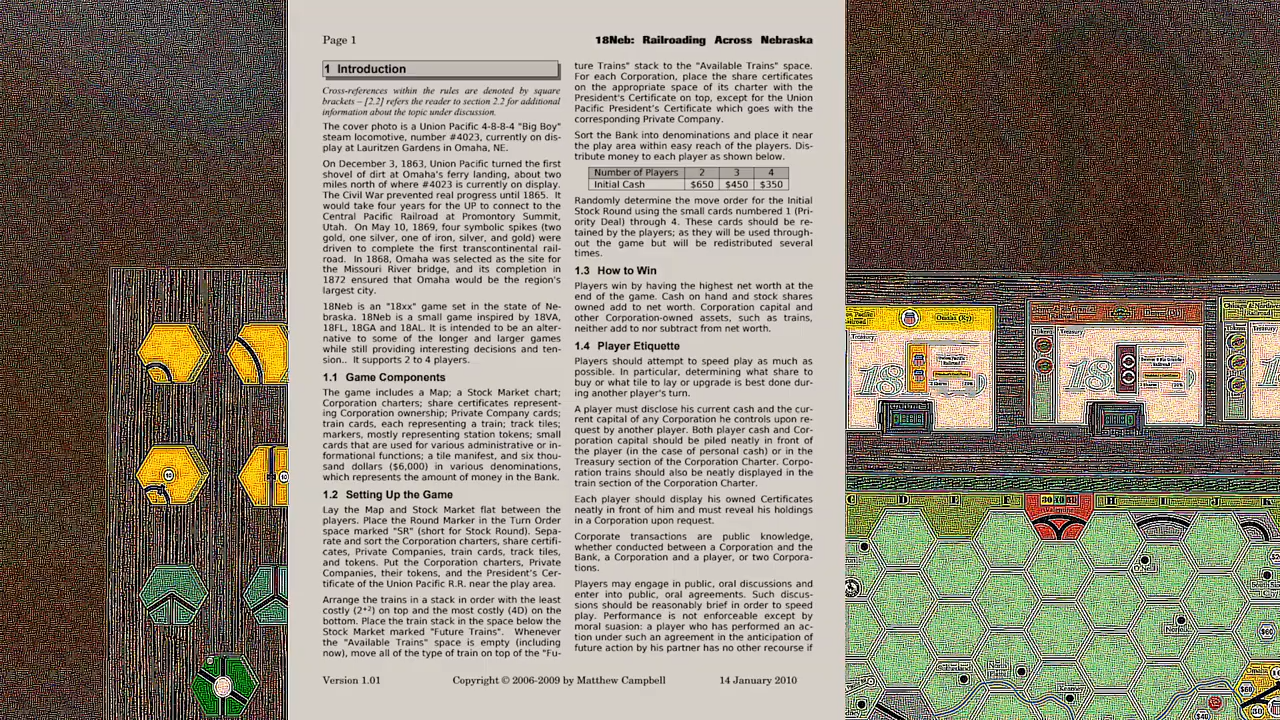 Page 1
18Neb: Railroading Across Nebraska
1 Introduction
Cross-references within the rules are denoted by square
brackets – [2.2] refers the reader to section 2.2 for additional
information about the topic under discussion.
The cover photo is a Union Pacific 4-8-8-4 "Big Boy"
steam locomotive, number #4023, currently on dis-
play at Lauritzen Gardens in Omaha, NE.
On December 3, 1863, Union Pacific turned the first
shovel of dirt at Omaha's ferry landing, about two
miles north of where #4023 is currently on display.
The Civil War prevented real progress until 1865. It
would take four years for the UP to connect to the
Central Pacific Railroad at Promontory Summit,
Utah. On May 10, 1869, four symbolic spikes (two
gold, one silver, one of iron, silver, and gold) were
driven to complete the first transcontinental rail-
road. In 1868, Omaha was selected as the site for
the Missouri River bridge, and its completion in
1872 ensured that Omaha would be the region's
largest city.
18Neb is an "18xx" game set in the state of Ne-
braska. 18Neb is a small game inspired by 18VA,
18FL, 18GA and 18AL. It is intended to be an alter-
native to some of the longer and larger games
while still providing interesting decisions and ten-
sion.. It supports 2 to 4 players.
1.1 Game Components
The game includes a Map; a Stock Market chart;
Corporation charters; share certificates represent-
ing Corporation ownership; Private Company cards;
train cards, each representing a train; track tiles;
markers, mostly representing station tokens; small
cards that are used for various administrative or in-
formational functions; a tile manifest, and six thou-
sand dollars ($6,000) in various denominations,
which represents the amount of money in the Bank.
1.2 Setting Up the Game
Lay the Map and Stock Market flat between the
players. Place the Round Marker in the Turn Order
space marked "SR" (short for Stock Round). Sepa-
rate and sort the Corporation charters, share certifi-
cates, Private Companies, train cards, track tiles,
and tokens. Put the Corporation charters, Private
Companies, their tokens, and the President's Cer-
tificate of the Union Pacific R.R. near the play area.
Arrange the trains in a stack in order with the least
costly (2+2) on top and the most costly (4D) on the
bottom. Place the train stack in the space below the
Stock Market marked "Future Trains". Whenever
the "Available Trains" space is empty (including
now), move all of the type of train on top of the "Fu-
ture Trains" stack to the "Available Trains" space.
For each Corporation, place the share certificates
on the appropriate space of its charter with the
President's Certificate on top, except for the Union
Pacific President's Certificate which goes with the
corresponding Private Company.
Sort the Bank into denominations and place it near
the play area within easy reach of the players. Dis-
tribute money to each player as shown below.
Number of Players 2 3 4
Initial Cash $650 $450 $350
Randomly determine the move order for the Initial
Stock Round using the small cards numbered 1 (Pri-
ority Deal) through 4. These cards should be re-
tained by the players; as they will be used through-
out the game but will be redistributed several
times.
1.3 How to Win
Players win by having the highest net worth at the
end of the game. Cash on hand and stock shares
owned add to net worth. Corporation capital and
other Corporation-owned assets, such as trains,
neither add to nor subtract from net worth.
1.4 Player Etiquette
Players should attempt to speed play as much as
possible. In particular, determining what share to
buy or what tile to lay or upgrade is best done dur-
ing another player's turn.
A player must disclose his current cash and the cur-
rent capital of any Corporation he controls upon re-
quest by another player. Both player cash and Cor-
poration capital should be piled neatly in front of
the player (in the case of personal cash) or in the
Treasury section of the Corporation Charter. Corpo-
ration trains should also be neatly displayed in the
train section of the Corporation Charter.
Each player should display his owned Certificates
neatly in front of him and must reveal his holdings
in a Corporation upon request.
Corporate transactions are public knowledge,
whether conducted between a Corporation and the
Bank, a Corporation and a player, or two Corpora-
tions.
Players may engage in public, oral discussions and
enter into public, oral agreements. Such discus-
sions should be reasonably brief in order to speed
play. Performance is not enforceable except by
moral suasion: a player who has performed an ac-
tion under such an agreement in the anticipation of
future action by his partner has no other recourse if
Version 1.01
Copyright © 2006-2009 by Matthew Campbell
14 January 2010